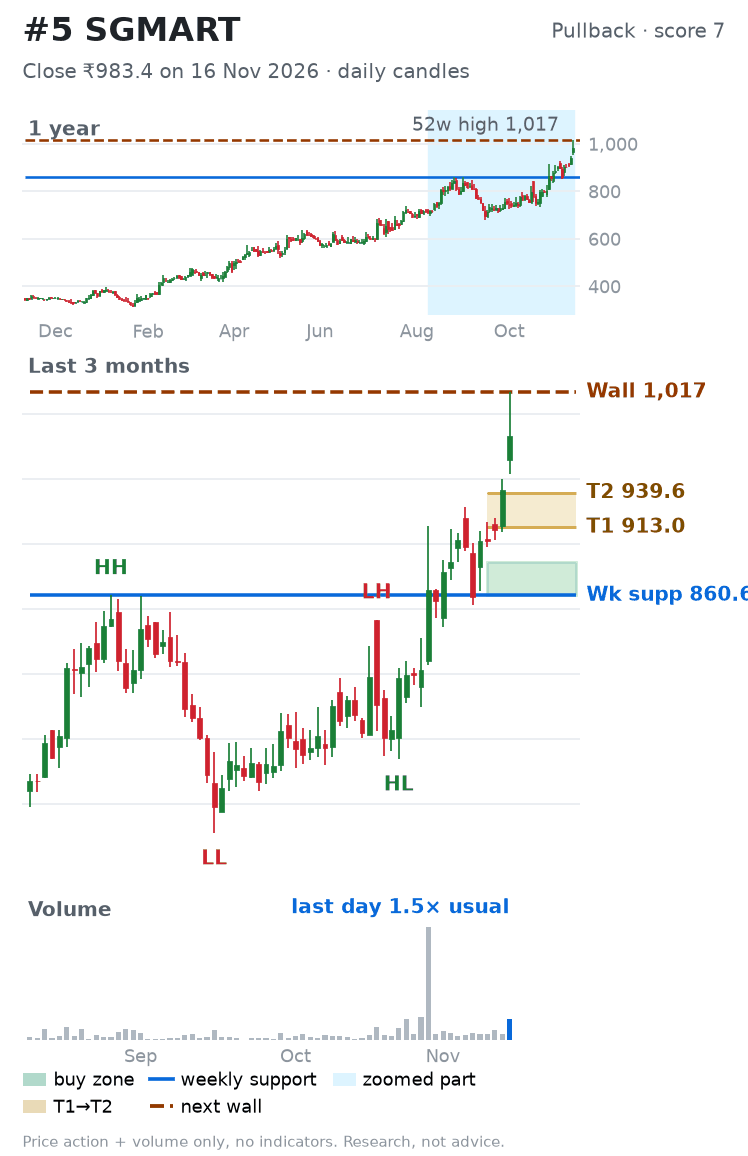 #5 SGMART
Pullback · score 7
Close ₹983.4 on 16 Nov 2026 · daily candles
1 year
52w high 1,017
1,000
800
600
400
Dec Feb Apr Jun Aug Oct
Last 3 months
Wall 1,017
T2 939.6
T1 913.0
HH
LH
Wk supp 860.6
HL
LL
Volume
last day 1.5× usual
Sep Oct Nov
buy zone weekly support zoomed part
T1→T2 next wall
Price action + volume only, no indicators. Research, not advice.